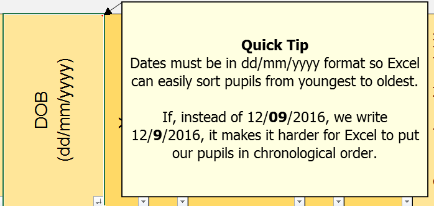 DOB
(dd/mm/yyyy)
Quick Tip
Dates must be in dd/mm/yyyy format so Excel
can easily sort pupils from youngest to oldest.
If, instead of 12/09/2016, we write
12/9/2016, it makes it harder for Excel to put
our pupils in chronological order.